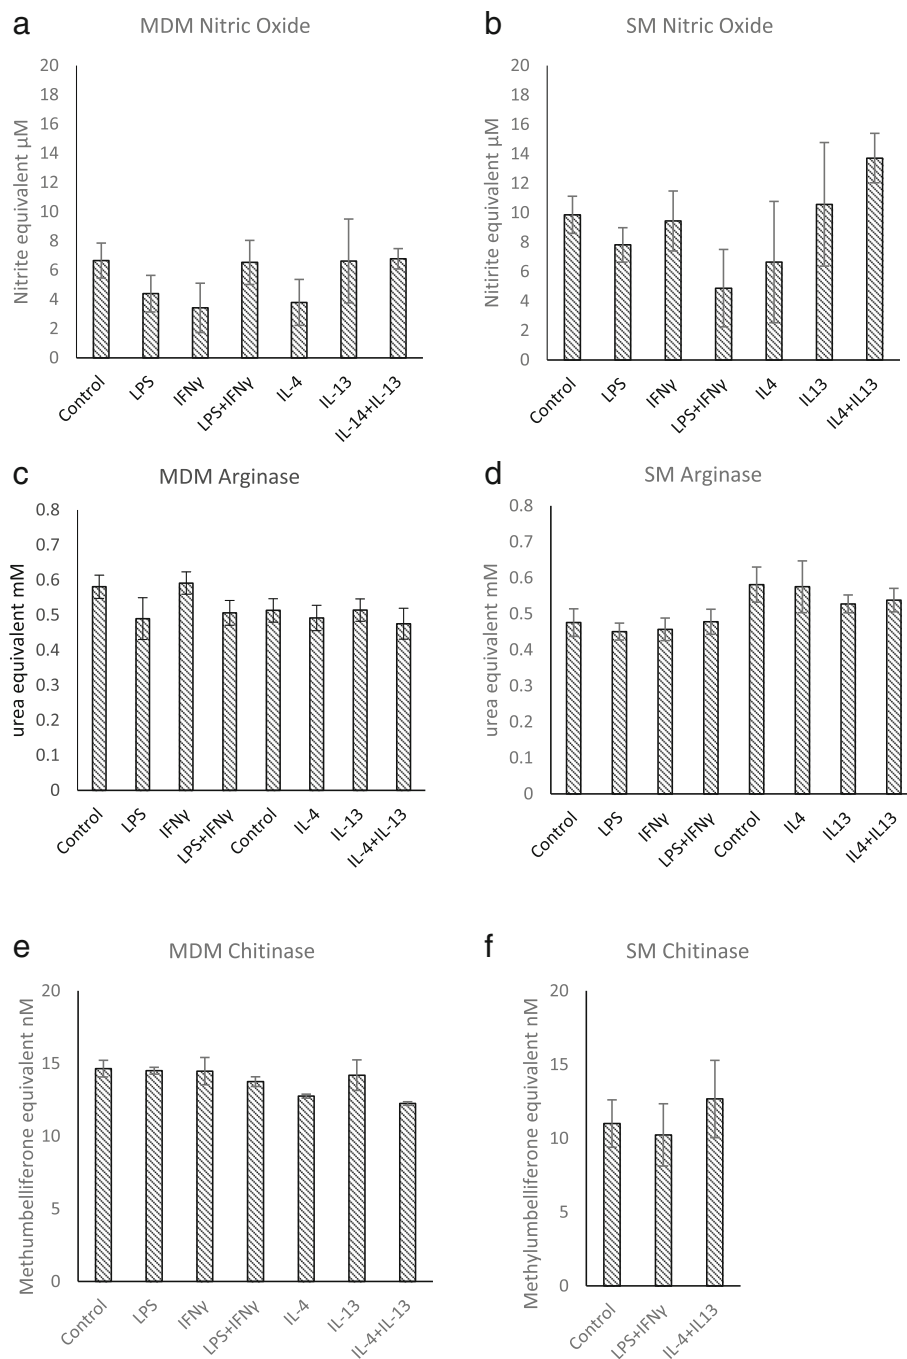 a
MDM Nitric Oxide
Nitrite equivalent µM
20
18
16
14
12
10
8
6
4
2
0
Control
LPS
IFNγ
LPS+IFNγ
IL-4
IL-13
IL-14+IL-13
b
SM Nitric Oxide
Nitirite equivalent µM
20
18
16
14
12
10
8
6
4
2
0
Control
LPS
IFNγ
LPS+IFNγ
IL4
IL13
IL4+IL13
c
MDM Arginase
urea equivalent mM
0.8
0.7
0.6
0.5
0.4
0.3
0.2
0.1
0
Control
LPS
IFNγ
LPS+IFNγ
Control
IL-4
IL-13
IL-4+IL-13
d
SM Arginase
urea equivalent mM
0.8
0.7
0.6
0.5
0.4
0.3
0.2
0.1
0
Control
LPS
IFNγ
LPS+IFNγ
Control
IL4
IL13
IL4+IL13
e
MDM Chitinase
Methumbelliferone equivalent nM
20
15
10
5
0
Control
LPS
IFNγ
LPS+IFNγ
IL-4
IL-13
IL-4+IL-13
f
SM Chitinase
Methylumbelliferone equivalent nM
20
15
10
5
0
Control
LPS+IFNγ
IL-4+IL13